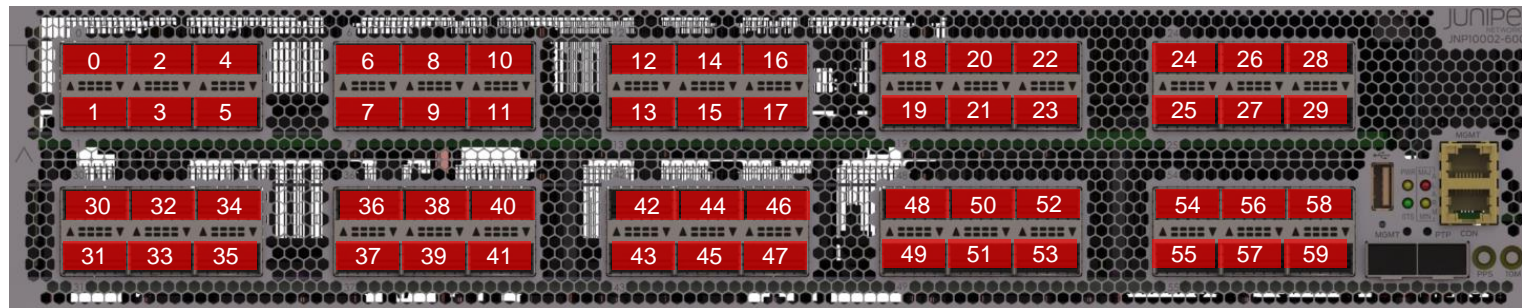 JUNIPE
JNP10002-60
0 2 4 6 8 10 12 14 16 18 20 22 24 26 28
1 3 5 7 9 11 13 15 17 19 21 23 25 27 29
MGMT
30 32 34 36 38 40 42 44 46 48 50 52 54 56 58
31 33 35 37 39 41 43 45 47 49 51 53 55 57 59
MGMT PTP CON
PPS 10M